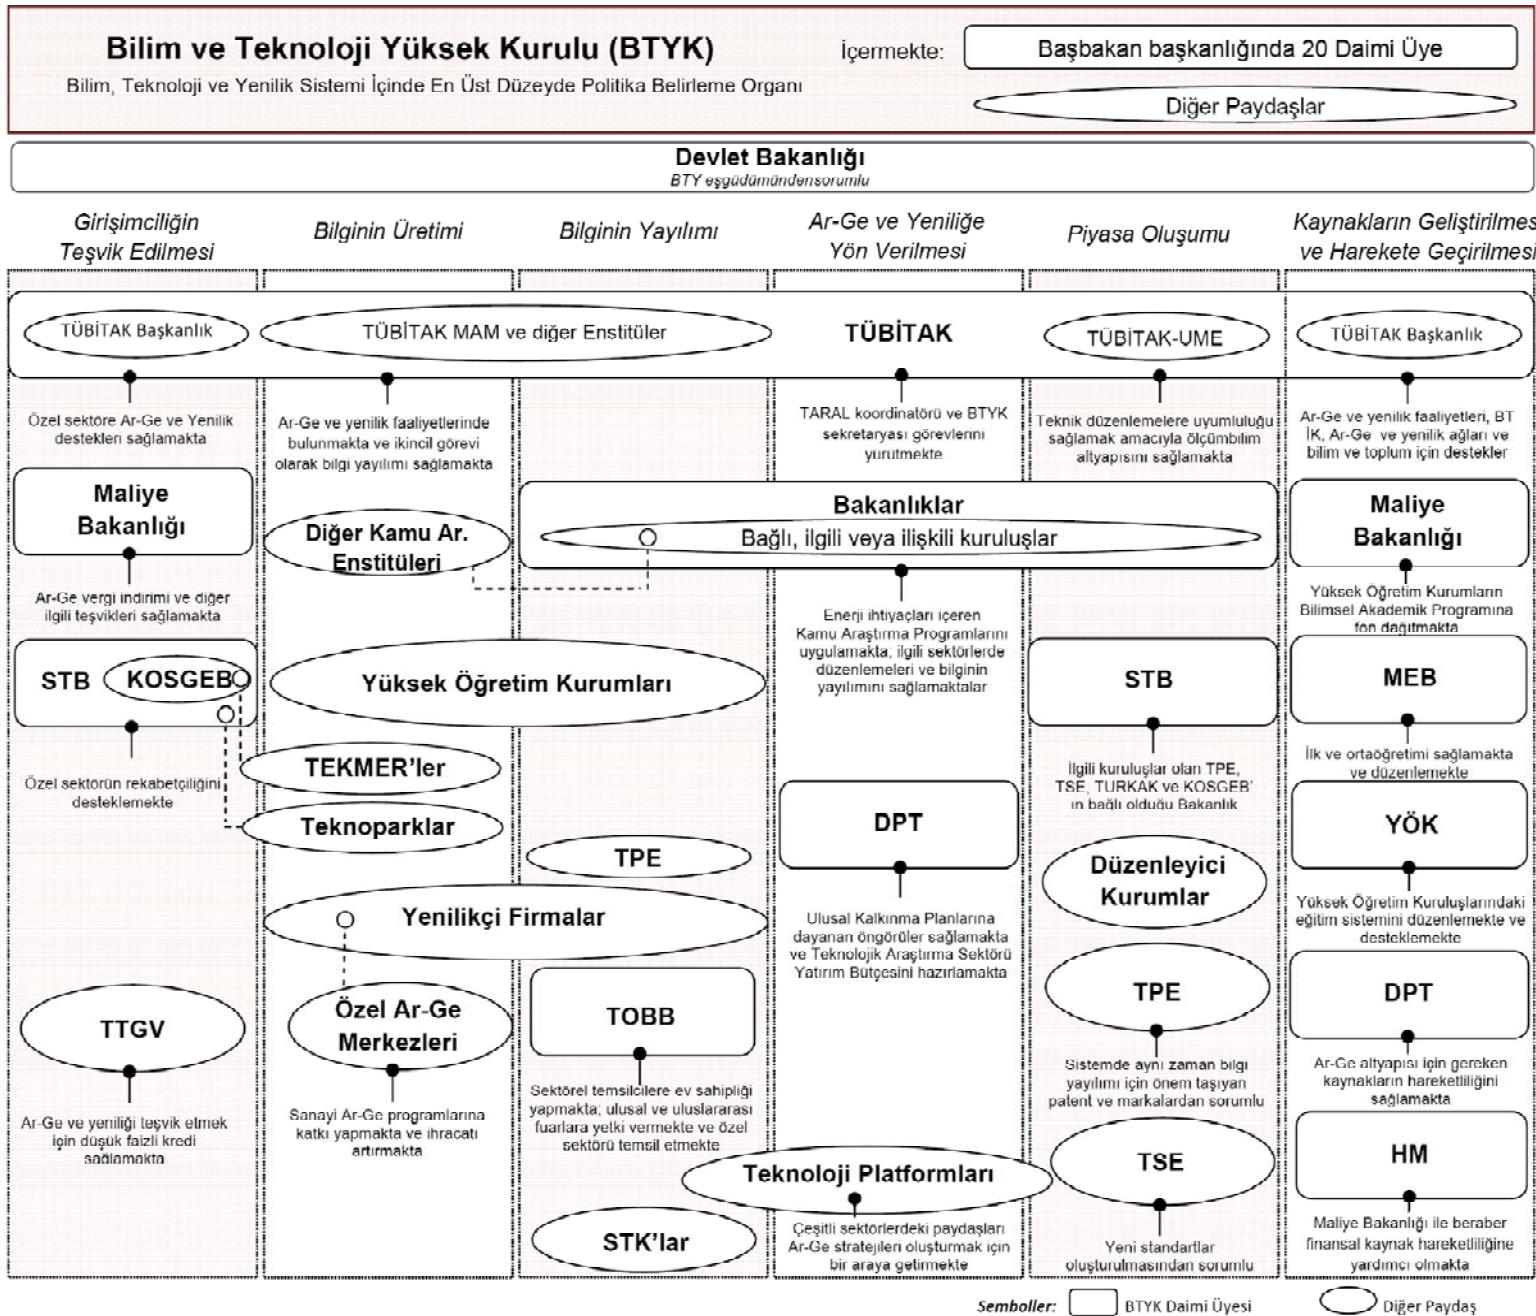 Bilim ve Teknoloji Yüksek Kurulu (BTYK)
Bilim, Teknoloji ve Yenilik Sistemi İçinde En Üst Düzeyde Politika Belirleme Organı
İçermekte:
Başbakan başkanlığında 20 Daimi Üye
Diğer Paydaşlar
Devlet Bakanlığı
BTY eşgüdümündensorumlu
Girişimciliğin
Teşvik Edilmesi
Bilginin Üretimi
Bilginin Yayılımı
Ar-Ge ve Yeniliğe
Yön Verilmesi
Piyasa Oluşumu
Kaynakların Geliştirilmes
ve Harekete Geçirilmesi
TÜBİTAK Başkanlık
TÜBİTAK MAM ve diğer Enstitüler
TÜBİTAK
TÜBİTAK-UME
TÜBİTAK Başkanlık
Özel sektöre Ar-Ge ve Yenilik
destekleri sağlamakta
Ar-Ge ve yenilik faaliyetlerinde
bulunmakta ve ikincil görevi
olarak bilgi yayılımı sağlamakta
TARAL koordinatörü ve BTYK
sekretaryası görevlerini
yürütmekte
Teknik düzenlemelere uyumluluğu
sağlamak amacıyla ölçümbilim
altyapısını sağlamakta
Ar-Ge ve yenilik faaliyetleri, BT
İK, Ar-Ge ve yenilik ağları ve
bilim ve toplum için destekler
Maliye
Bakanlığı
Ar-Ge vergi indirimi ve diğer
ilgili teşvikleri sağlamakta
Diğer Kamu Ar.
Enstitüleri
Bakanlıklar
Bağlı, ilgili veya ilişkili kuruluşlar
Enerji ihtiyaçları içeren
Kamu Araştırma Programlarını
uygulamakta; ilgili sektörlerde
düzenlemeleri ve bilginin
yayılımını sağlamaktalar
Maliye
Bakanlığı
Yüksek Öğretim Kurumların
Bilimsel Akademik Programına
fon dağıtmakta
STB
KOSGEB
Özel sektörün rekabetçiliğini
desteklemekte
Yüksek Öğretim Kurumları
TEKMER'ler
Teknoparklar
STB
İlgili kuruluşlar olan TPE,
TSE, TURKAK ve KOSGEB'
ın bağlı olduğu Bakanlık
MEB
İlk ve ortaöğretimi sağlamakta
ve düzenlemekte
TPE
DPT
Ulusal Kalkınma Planlarına
dayanan öngörüler sağlamakta
ve Teknolojik Araştırma Sektörü
Yatırım Bütçesini hazırlamakta
Düzenleyici
Kurumlar
YÖK
Yüksek Öğretim Kuruluşlarındaki
eğitim sistemini düzenlemekte ve
desteklemekte
Yenilikçi Firmalar
TTGV
Ar-Ge ve yeniliği teşvik etmek
için düşük faizli kredi
sağlamakta
Özel Ar-Ge
Merkezleri
Sanayi Ar-Ge programlarına
katkı yapmakta ve ihracatı
artırmakta
TOBB
Sektörel temsilcilere ev sahipliği
yapmakta; ulusal ve uluslararası
fuarlara yetki vermekte ve özel
sektörü temsil etmekte
TPE
Sistemde aynı zaman bilgi
yayılımı için önem taşıyan
patent ve markalardan sorumlu
DPT
Ar-Ge altyapısı için gereken
kaynakların hareketliliğini
sağlamakta
Teknoloji Platformları
Çeşitli sektörlerdeki paydaşları
Ar-Ge stratejileri oluşturmak için
bir araya getirmekte
STK'lar
TSE
Yeni standartlar
oluşturulmasından sorumlu
HM
Maliye Bakanlığı ile beraber
finansal kaynak hareketliliğine
yardımcı olmakta
Semboller:
BTYK Daimi Üyesi
Diğer Paydaş